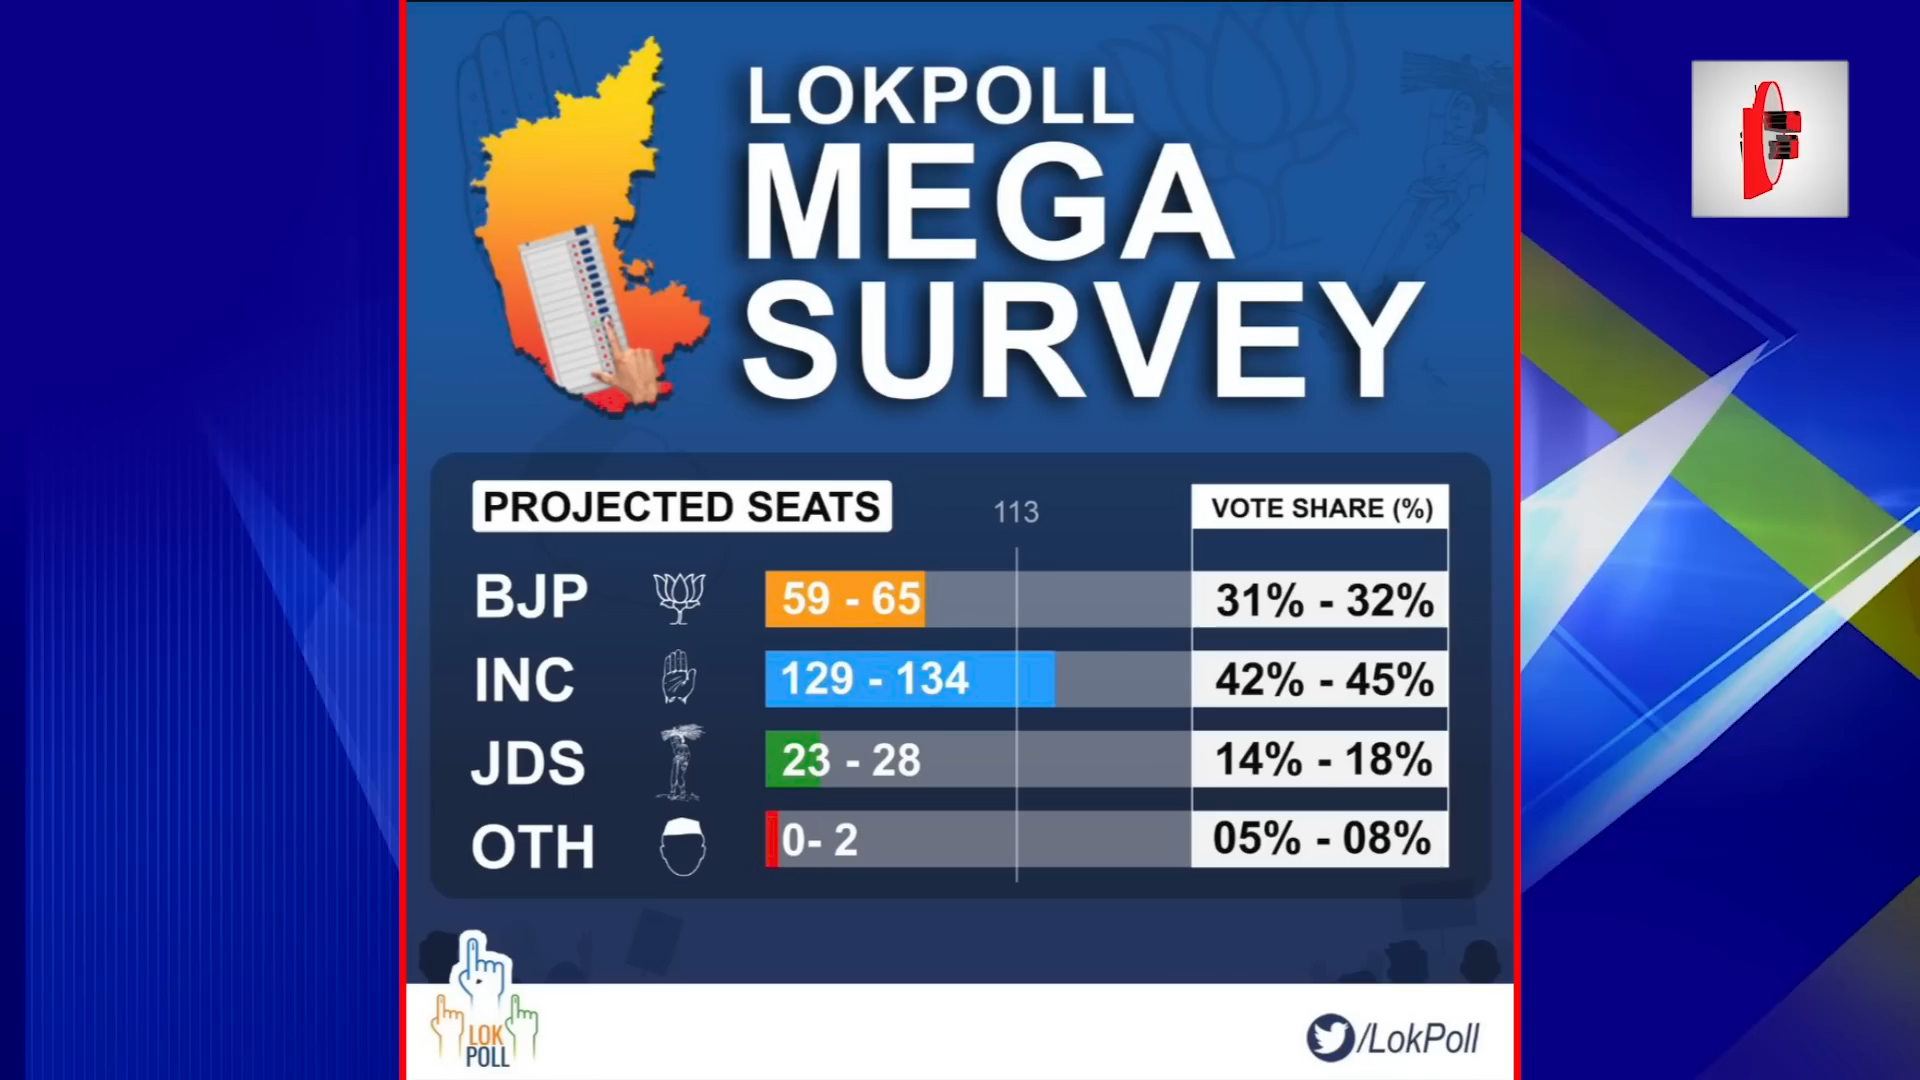 LOKPOLL
MEGA
SURVEY
PROJECTED SEATS
113
VOTE SHARE (%)
BJP 59 - 65 31% - 32%
INC 129 - 134 42% - 45%
JDS 23 - 28 14% - 18%
OTH 0- 2 05% - 08%
LOK
POLL
/LokPoll